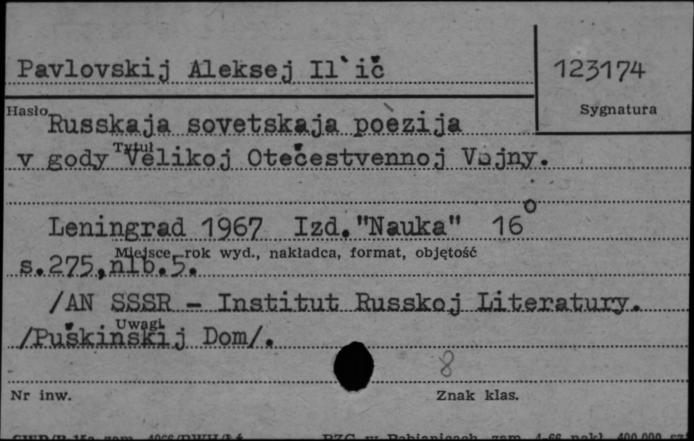 Pavlovskij Aleksej Il`ič
123174
Hasło
Sygnatura
Russkaja sovetskaja poèzija
Tytuł
v gody Velikoj Otečestvennoj Vojny.
Leningrad 1967 Izd."Nauka" 16°
Miejsce, rok wyd., nakładca, format, objętość
s.275,nlb.5.
/AN SSSR - Institut Russkoj Literatury.
Uwagi
/Puškinskij Dom/.
8
Nr inw.
Znak klas.